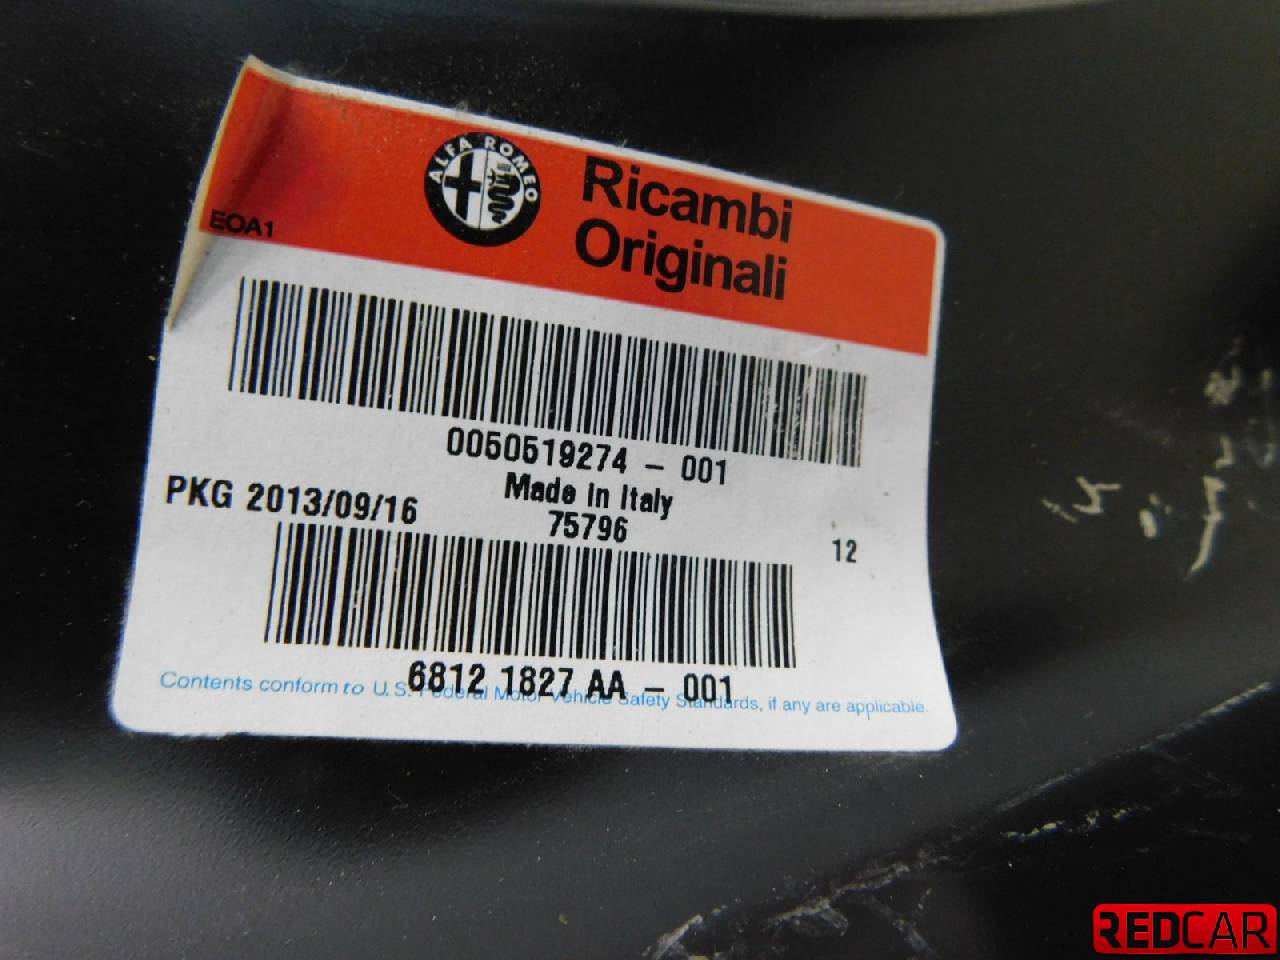 ALFA ROMEO
Ricambi
Originali
EOA1
0050519274 - 001
Made in Italy
PKG 2013/09/16
75796
12
6812 1827 AA - 001
Contents conform to U.S. Federal Motor Vehicle Safety Standards, if any are applicable.
REDCAR